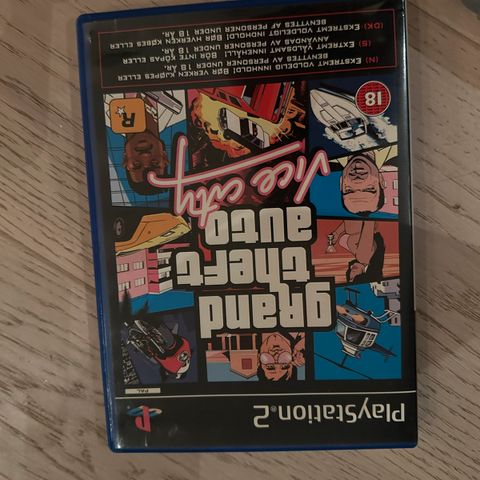 PlayStation®2
PAL
grand
theft
auto
Vice City
R
18
(N) EKSTREMT VOLDELIG INNHOLD! BØR VERKEN KJØPES ELLER
BENYTTES AV PERSONER UNDER 18 ÅR.
(S) EXTREMT VÅLDSAMT INNEHÅLL! BÖR INTE KÖPAS ELLER
ANVÄNDAS AV PERSONER UNDER 18 ÅR.
(DK) EKSTREMT VOLDELIGT INNHOLD! BØR HVERKEN KØBES ELLER
BENYTTES AF PERSONER UNDER 18 ÅR.